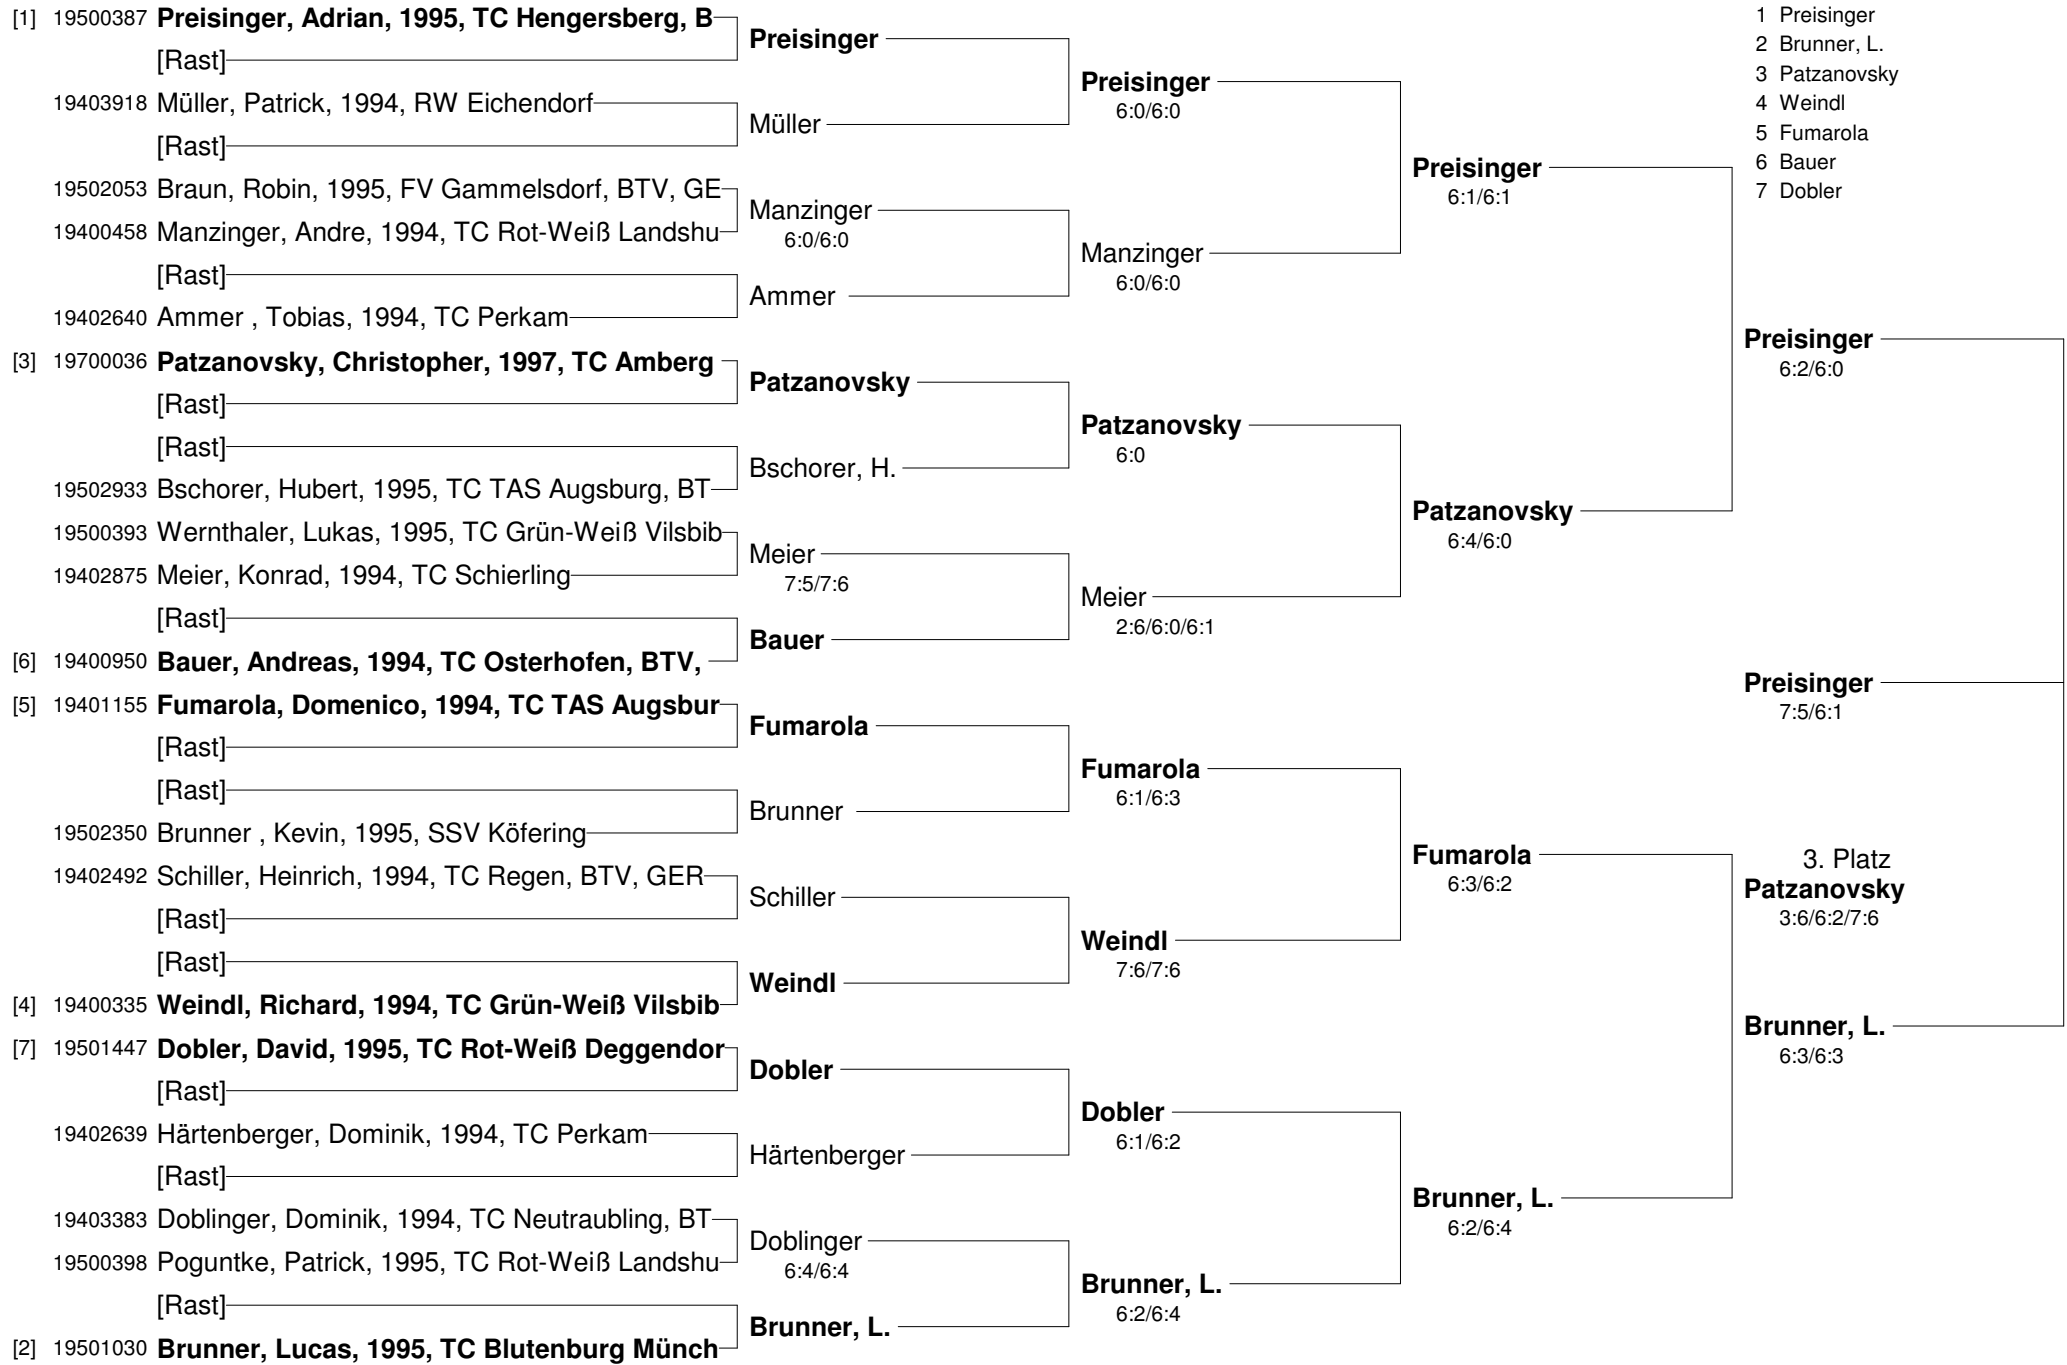 [1] 19500387 Preisinger, Adrian, 1995, TC Hengersberg, B
[Rast]
19403918 Müller, Patrick, 1994, RW Eichendorf
[Rast]
19502053 Braun, Robin, 1995, FV Gammelsdorf, BTV, GE
19400458 Manzinger, Andre, 1994, TC Rot-Weiß Landshu
[Rast]
19402640 Ammer , Tobias, 1994, TC Perkam
[3] 19700036 Patzanovsky, Christopher, 1997, TC Amberg
[Rast]
[Rast]
19502933 Bschorer, Hubert, 1995, TC TAS Augsburg, BT
19500393 Wernthaler, Lukas, 1995, TC Grün-Weiß Vilsbib
19402875 Meier, Konrad, 1994, TC Schierling
[Rast]
[6] 19400950 Bauer, Andreas, 1994, TC Osterhofen, BTV,
[5] 19401155 Fumarola, Domenico, 1994, TC TAS Augsbur
[Rast]
[Rast]
19502350 Brunner , Kevin, 1995, SSV Köfering
19402492 Schiller, Heinrich, 1994, TC Regen, BTV, GER
[Rast]
[Rast]
[4] 19400335 Weindl, Richard, 1994, TC Grün-Weiß Vilsbib
[7] 19501447 Dobler, David, 1995, TC Rot-Weiß Deggendor
[Rast]
19402639 Härtenberger, Dominik, 1994, TC Perkam
[Rast]
19403383 Doblinger, Dominik, 1994, TC Neutraubling, BT
19500398 Poguntke, Patrick, 1995, TC Rot-Weiß Landshu
[Rast]
[2] 19501030 Brunner, Lucas, 1995, TC Blutenburg Münch
Preisinger
Müller
Manzinger
6:0/6:0
Ammer
Patzanovsky
Bschorer, H.
Meier
7:5/7:6
Bauer
Fumarola
Brunner
Schiller
Weindl
Dobler
Härtenberger
Doblinger
6:4/6:4
Brunner, L.
Preisinger
6:0/6:0
Manzinger
6:0/6:0
Patzanovsky
6:0
Meier
2:6/6:0/6:1
Fumarola
6:1/6:3
Weindl
7:6/7:6
Dobler
6:1/6:2
Brunner, L.
6:2/6:4
Preisinger
6:1/6:1
Patzanovsky
6:4/6:0
Fumarola
6:3/6:2
Brunner, L.
6:2/6:4
1 Preisinger
2 Brunner, L.
3 Patzanovsky
4 Weindl
5 Fumarola
6 Bauer
7 Dobler
Preisinger
6:2/6:0
Preisinger
7:5/6:1
3. Platz
Patzanovsky
3:6/6:2/7:6
Brunner, L.
6:3/6:3